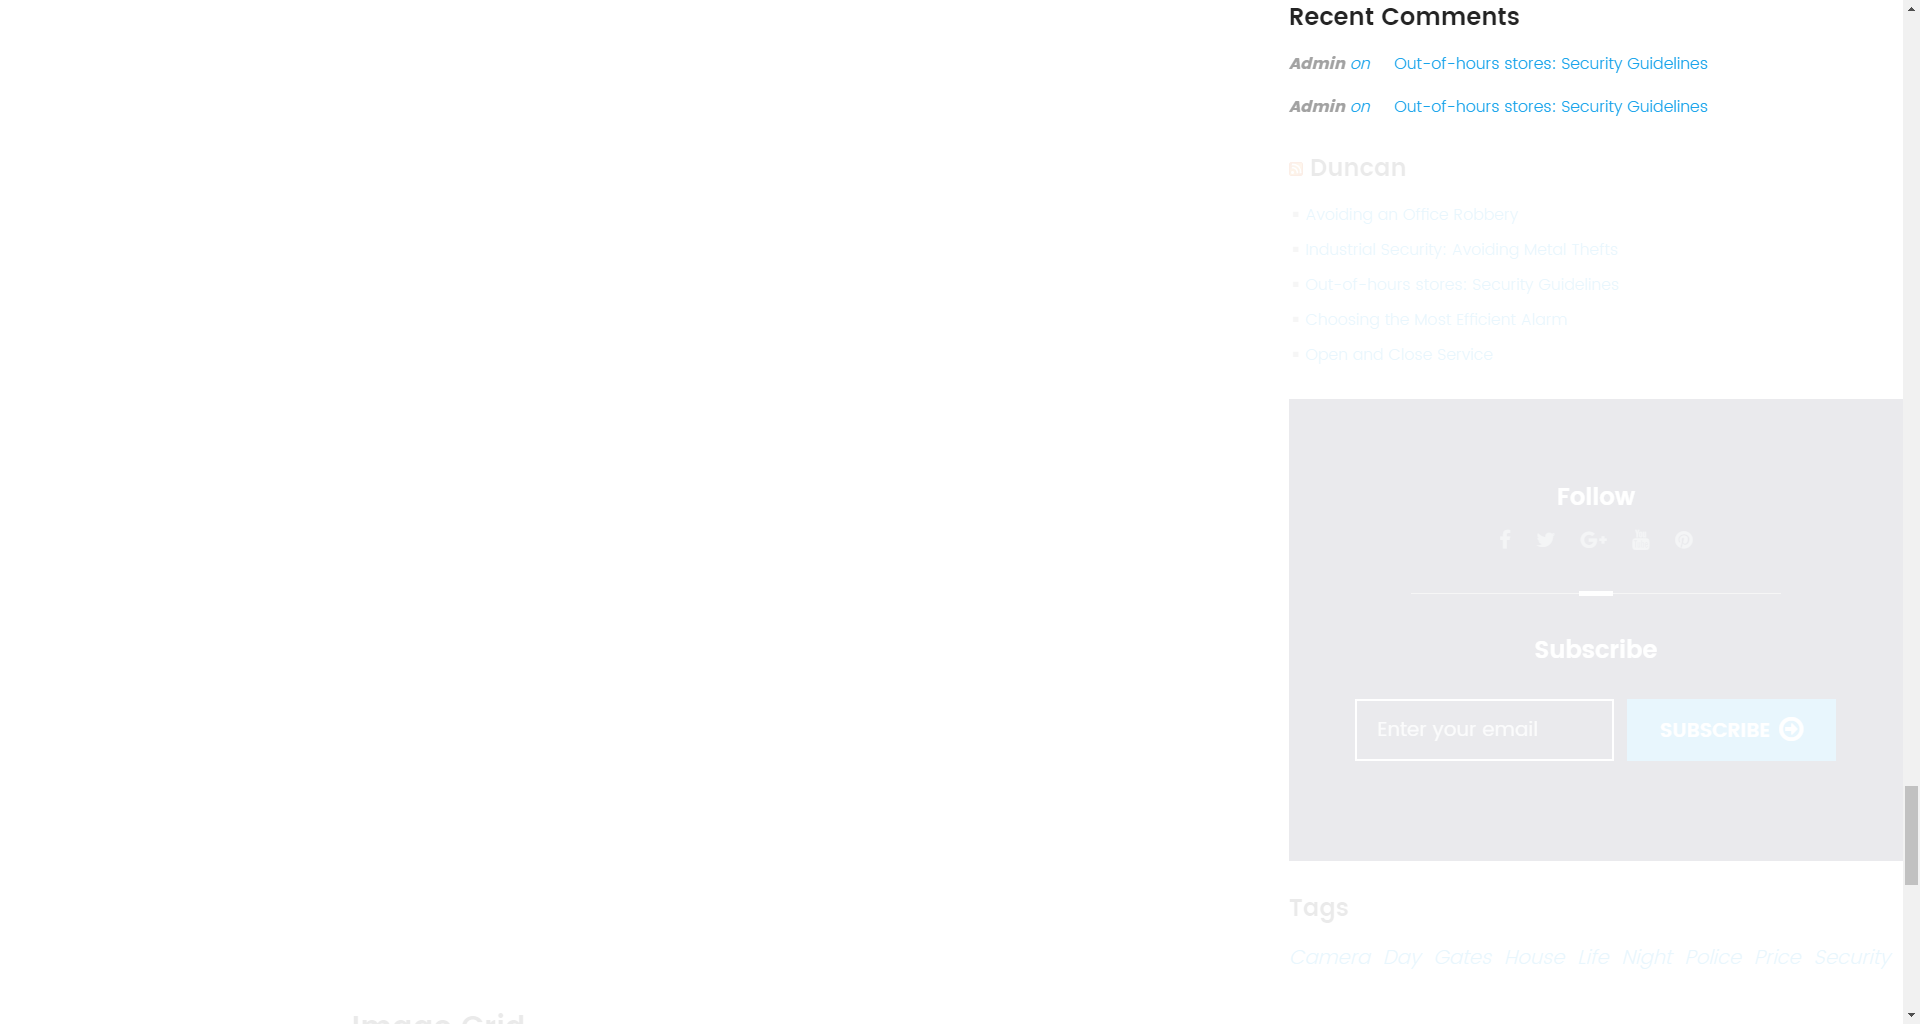 Recent Comments
Admin on Out-of-hours stores: Security Guidelines
Admin on Out-of-hours stores: Security Guidelines
Duncan
Avoiding an Office Robbery
Industrial Security: Avoiding Metal Thefts
Out-of-hours stores: Security Guidelines
Choosing the Most Efficient Alarm
Open and Close Service
Follow
Subscribe
Enter your email
SUBSCRIBE
Tags
Camera Day Gates House Life Night Police Price Security
Image Grid